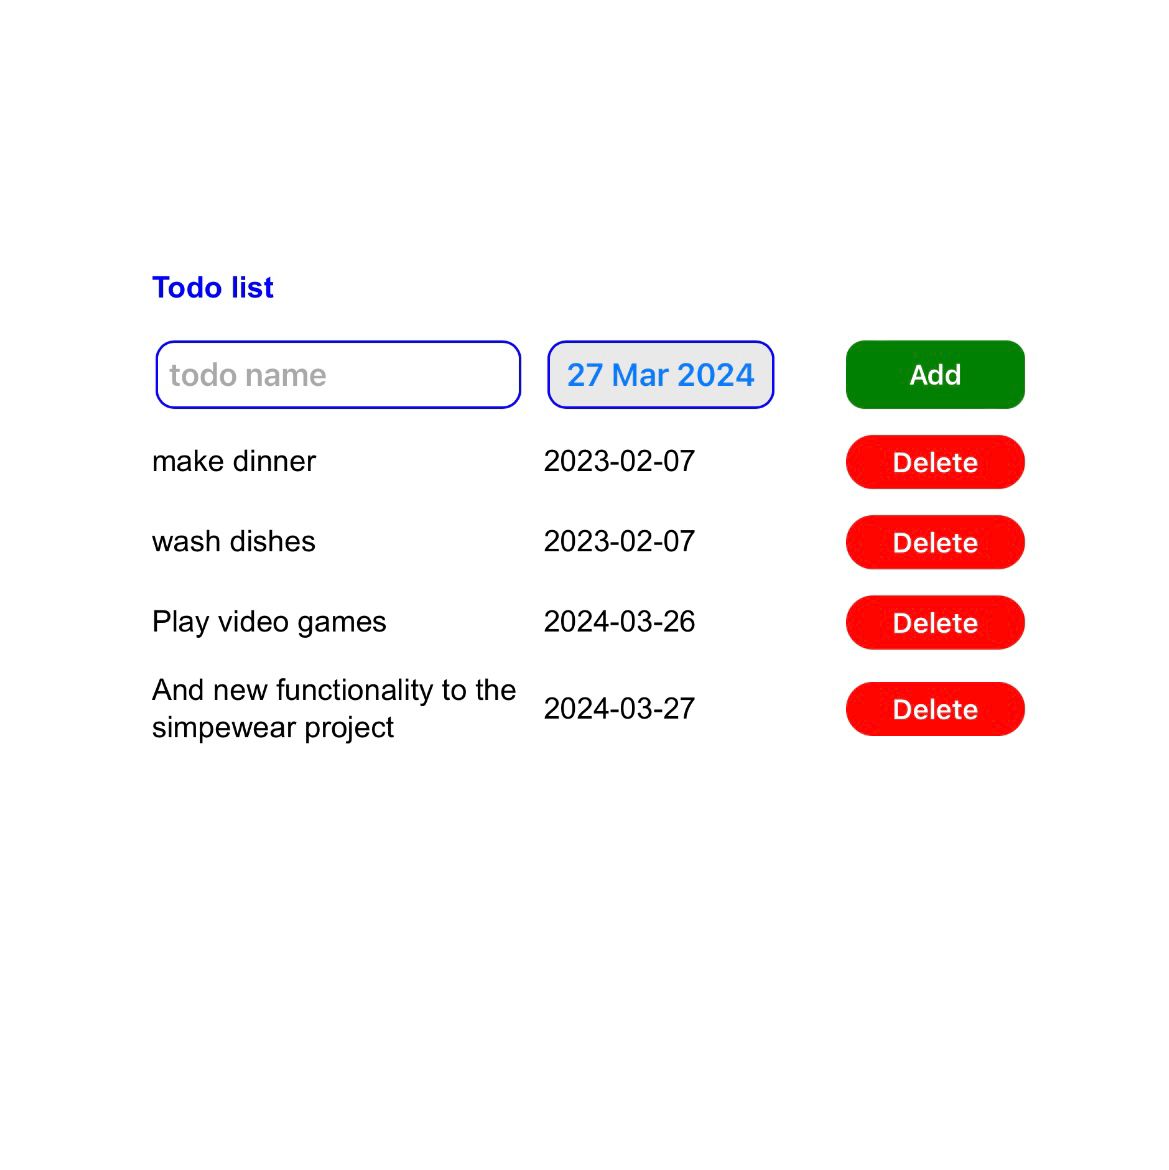 Todo list
todo name 27 Mar 2024 Add
make dinner 2023-02-07 Delete
wash dishes 2023-02-07 Delete
Play video games 2024-03-26 Delete
And new functionality to the
simpewear project 2024-03-27 Delete